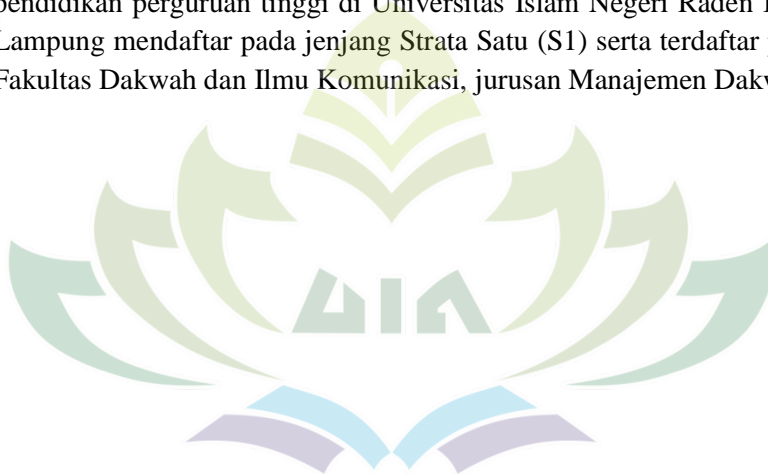 pendidikan perguruan tinggi di Universitas Islam Negeri Raden
Lampung mendaftar pada jenjang Strata Satu (S1) serta terdaftar
Fakultas Dakwah dan Ilmu Komunikasi, jurusan Manajemen
UIN